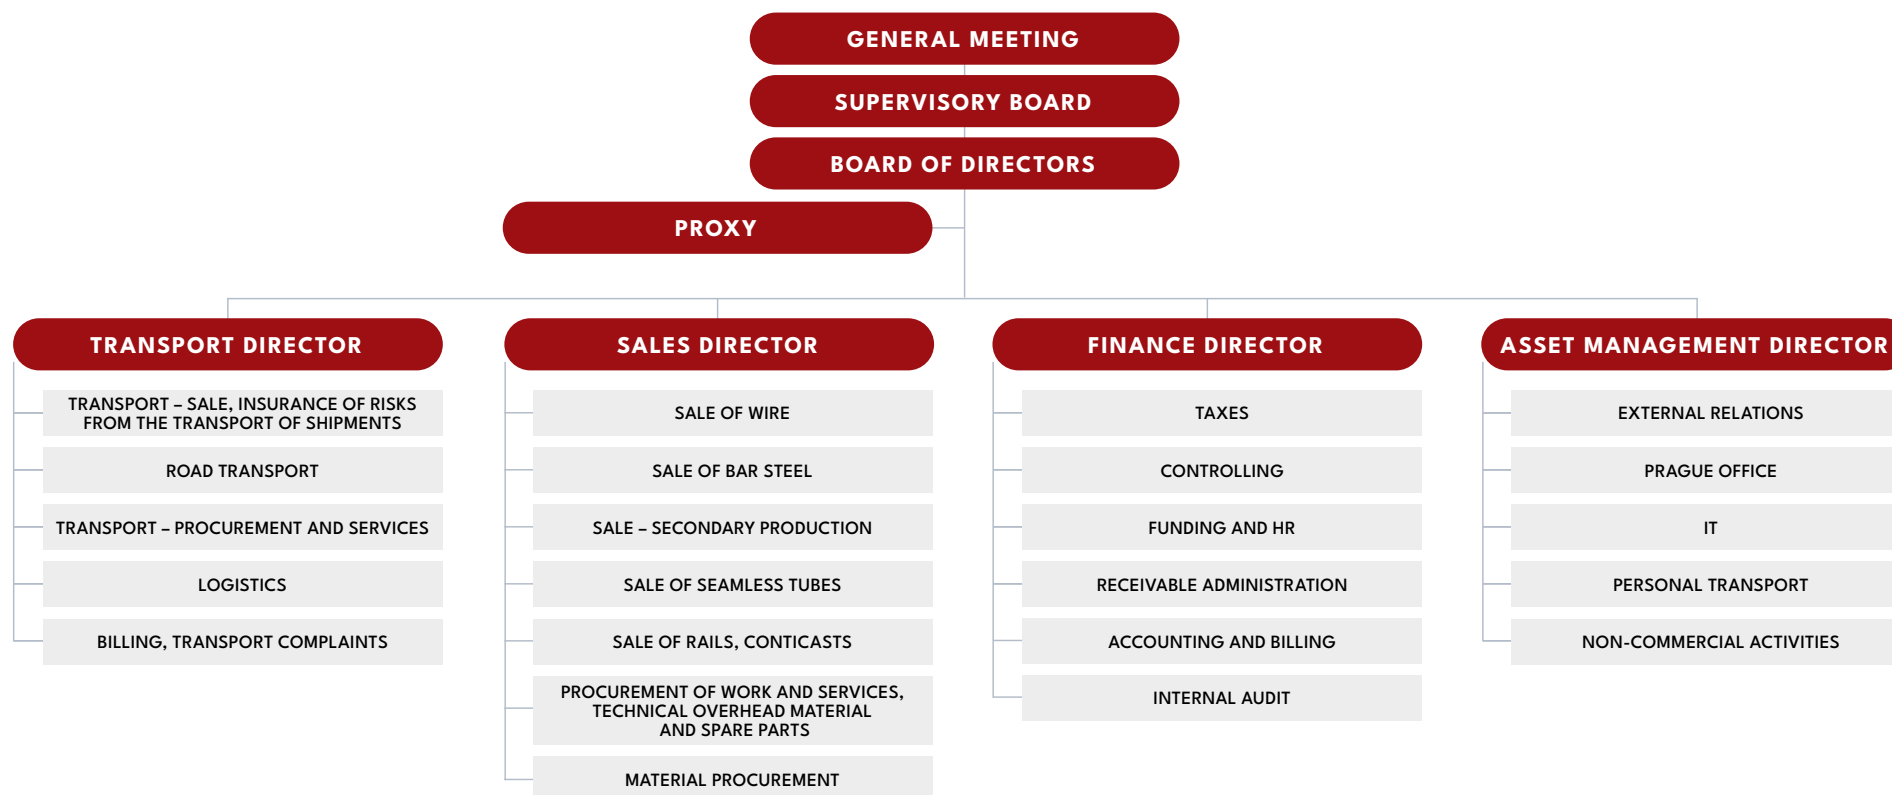 GENERAL MEETING
SUPERVISORY BOARD
BOARD OF DIRECTORS
PROXY
TRANSPORT DIRECTOR
TRANSPORT – SALE, INSURANCE OF RISKS
FROM THE TRANSPORT OF SHIPMENTS
ROAD TRANSPORT
TRANSPORT – PROCUREMENT AND SERVICES
LOGISTICS
BILLING, TRANSPORT COMPLAINTS
SALES DIRECTOR
SALE OF WIRE
SALE OF BAR STEEL
SALE – SECONDARY PRODUCTION
SALE OF SEAMLESS TUBES
SALE OF RAILS, CONTICASTS
PROCUREMENT OF WORK AND SERVICES,
TECHNICAL OVERHEAD MATERIAL
AND SPARE PARTS
MATERIAL PROCUREMENT
FINANCE DIRECTOR
TAXES
CONTROLLING
FUNDING AND HR
RECEIVABLE ADMINISTRATION
ACCOUNTING AND BILLING
INTERNAL AUDIT
ASSET MANAGEMENT DIRECTOR
EXTERNAL RELATIONS
PRAGUE OFFICE
IT
PERSONAL TRANSPORT
NON-COMMERCIAL ACTIVITIES